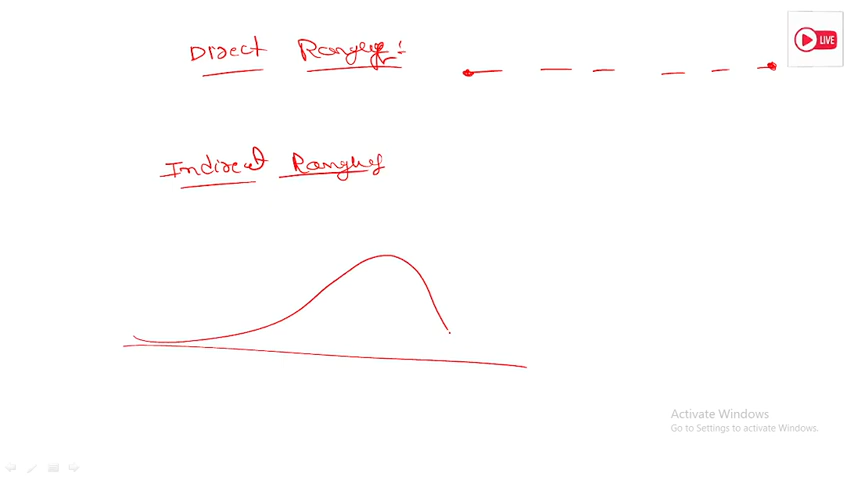 Direct Ranging:
LIVE
Indirect Ranging
Activate Windows
Go to Settings to activate Windows.